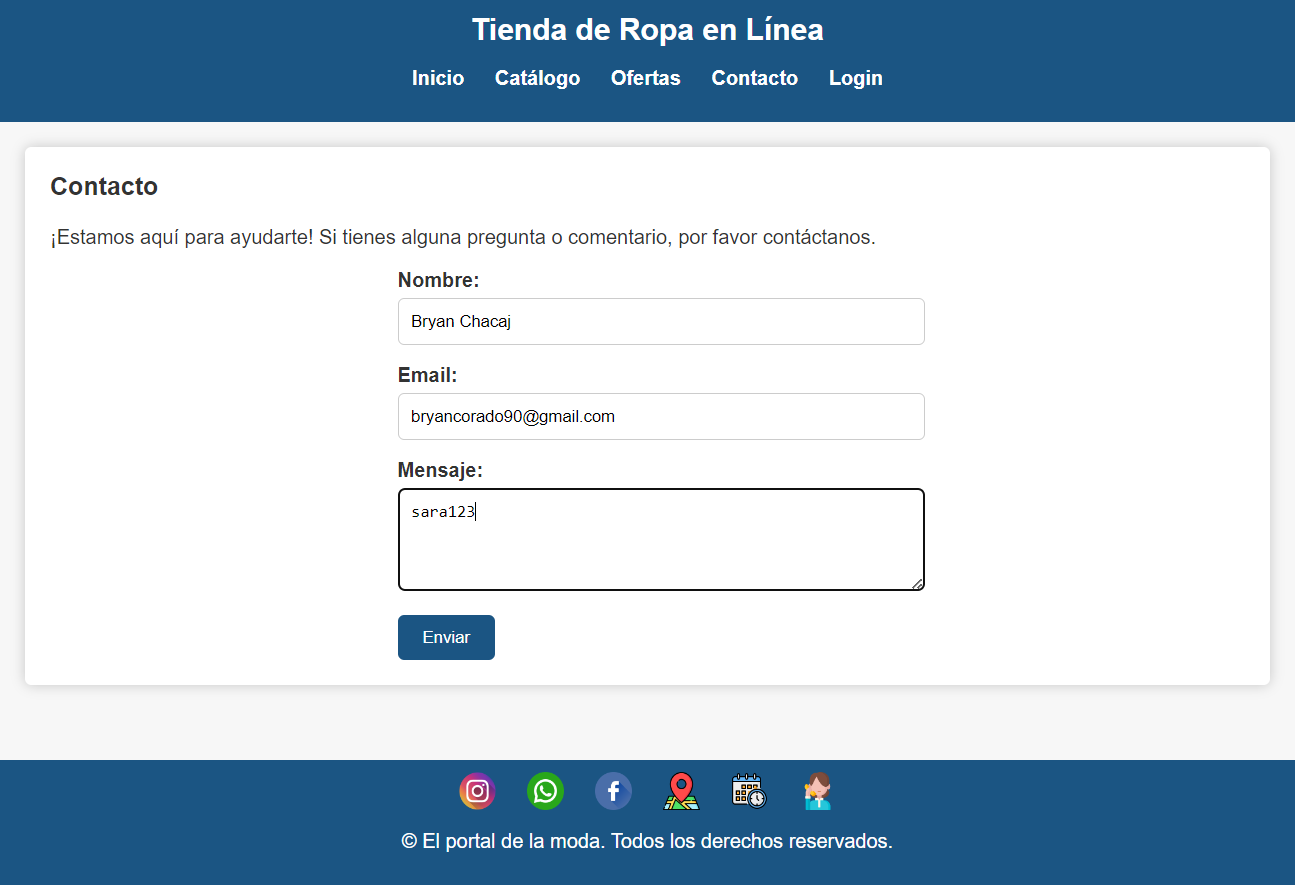 Tienda de Ropa en Línea
Inicio Catálogo Ofertas Contacto Login
Contacto
¡Estamos aquí para ayudarte! Si tienes alguna pregunta o comentario, por favor contáctanos.
Nombre:
Bryan Chacaj
Email:
bryancorado90@gmail.com
Mensaje:
sara123
Enviar
© El portal de la moda. Todos los derechos reservados.